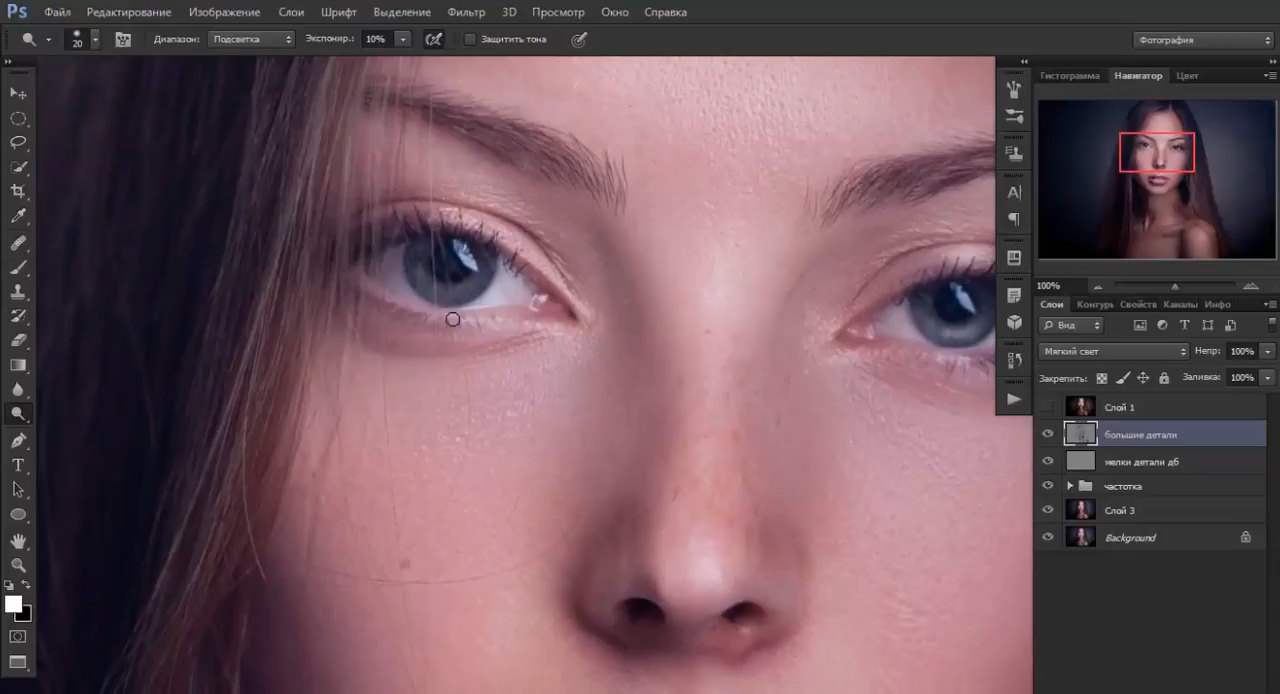 Ps Файл Редактирование Изображение Слои Шрифт Выделение Фильтр 3D Просмотр Окно Справка
20 Диапазон: Подсветка Экспонир.: 10% Защитить тона Фотография
Гистограмма Навигатор Цвет
100%
Слои Контурь Свойств Каналы Инфо
Вид
Мягкий свет Непр: 100%
Закрепить: Заливка: 100%
Слой 1
большие детали
мелки детали дб
частотка
Слой 3
Background